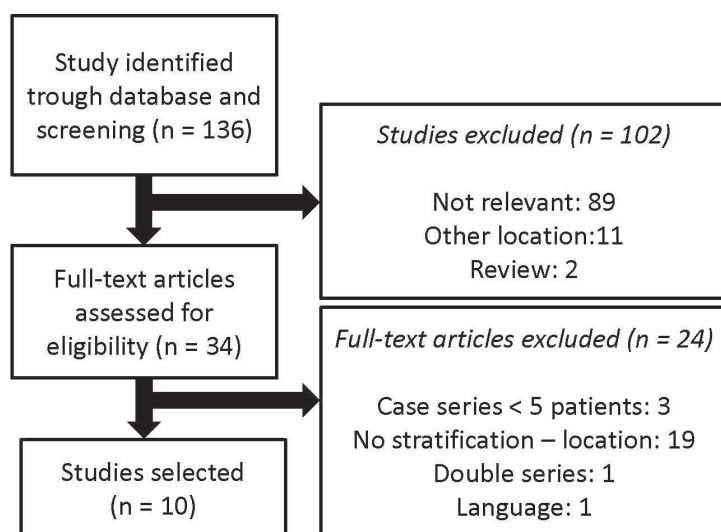 Study identified
trough database and
screening (n = 136)
Studies excluded (n = 102)
Not relevant: 89
Other location:11
Review: 2
Full-text articles
assessed for
eligibility (n = 34)
Full-text articles excluded (n = 24)
Case series < 5 patients: 3
No stratification – location: 19
Double series: 1
Language: 1
Studies selected
(n = 10)